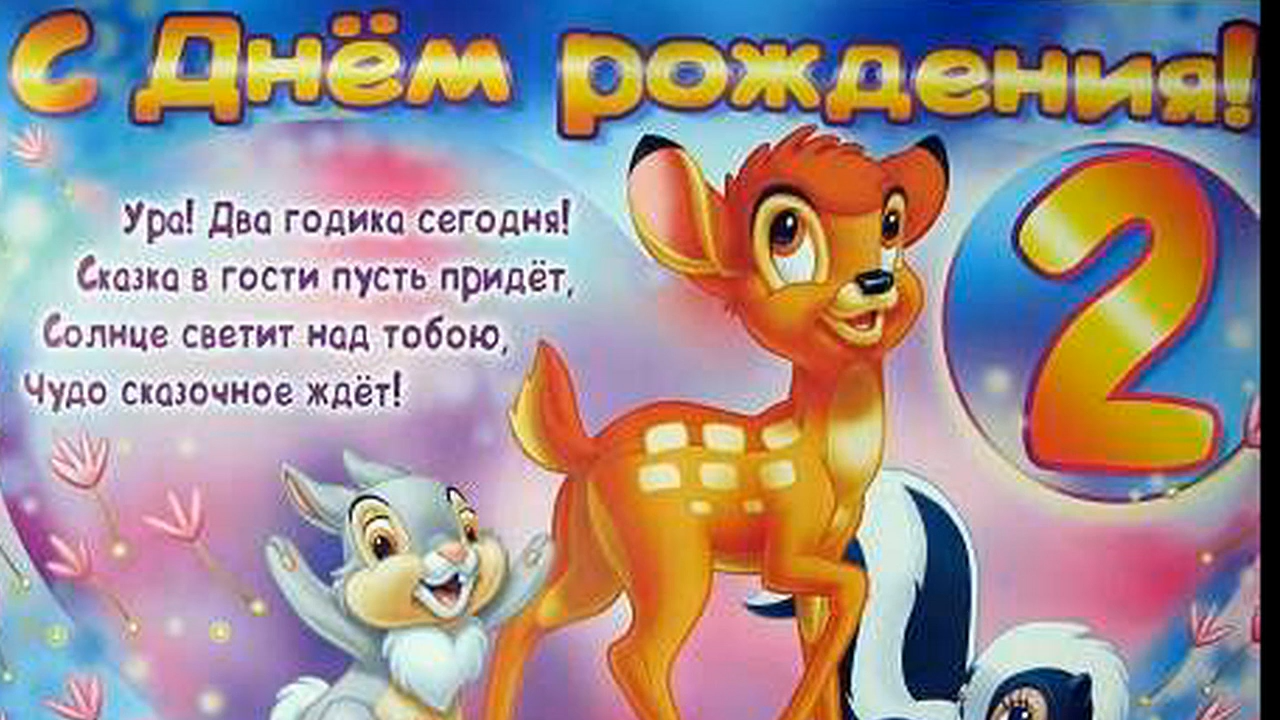 С Днём рождения!
Ура! Два годика сегодня!
Сказка в гости пусть придёт,
Солнце светит над тобою,
Чудо сказочное ждёт!
2